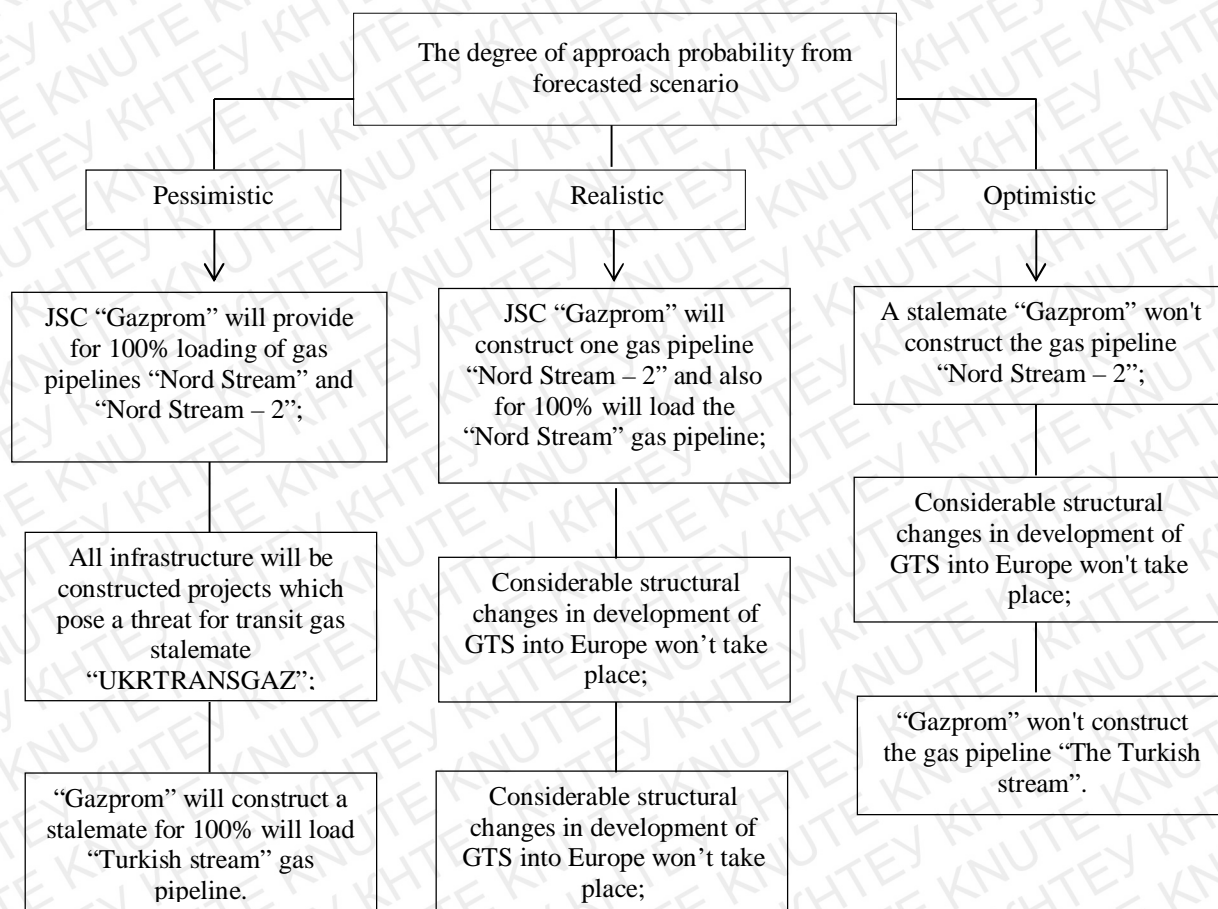 The degree of approach probability from
forecasted scenario
Pessimistic
Realistic
Optimistic
JSC “Gazprom” will provide
for 100% loading of gas
pipelines “Nord Stream” and
“Nord Stream – 2”;
JSC “Gazprom” will
construct one gas pipeline
“Nord Stream – 2” and also
for 100% will load the
“Nord Stream” gas pipeline;
A stalemate “Gazprom” won't
construct the gas pipeline
“Nord Stream – 2”;
All infrastructure will be
constructed projects which
pose a threat for transit gas
stalemate
“UKRTRANSGAZ”;
Considerable structural
changes in development of
GTS into Europe won’t take
place;
Considerable structural
changes in development of
GTS into Europe won't take
place;
“Gazprom” will construct a
stalemate for 100% will load
“Turkish stream” gas
pipeline.
Considerable structural
changes in development of
GTS into Europe won’t take
place;
“Gazprom” won't construct
the gas pipeline “The Turkish
stream”.
KNUTE КНТЕУ KNUTE КНТЕУ